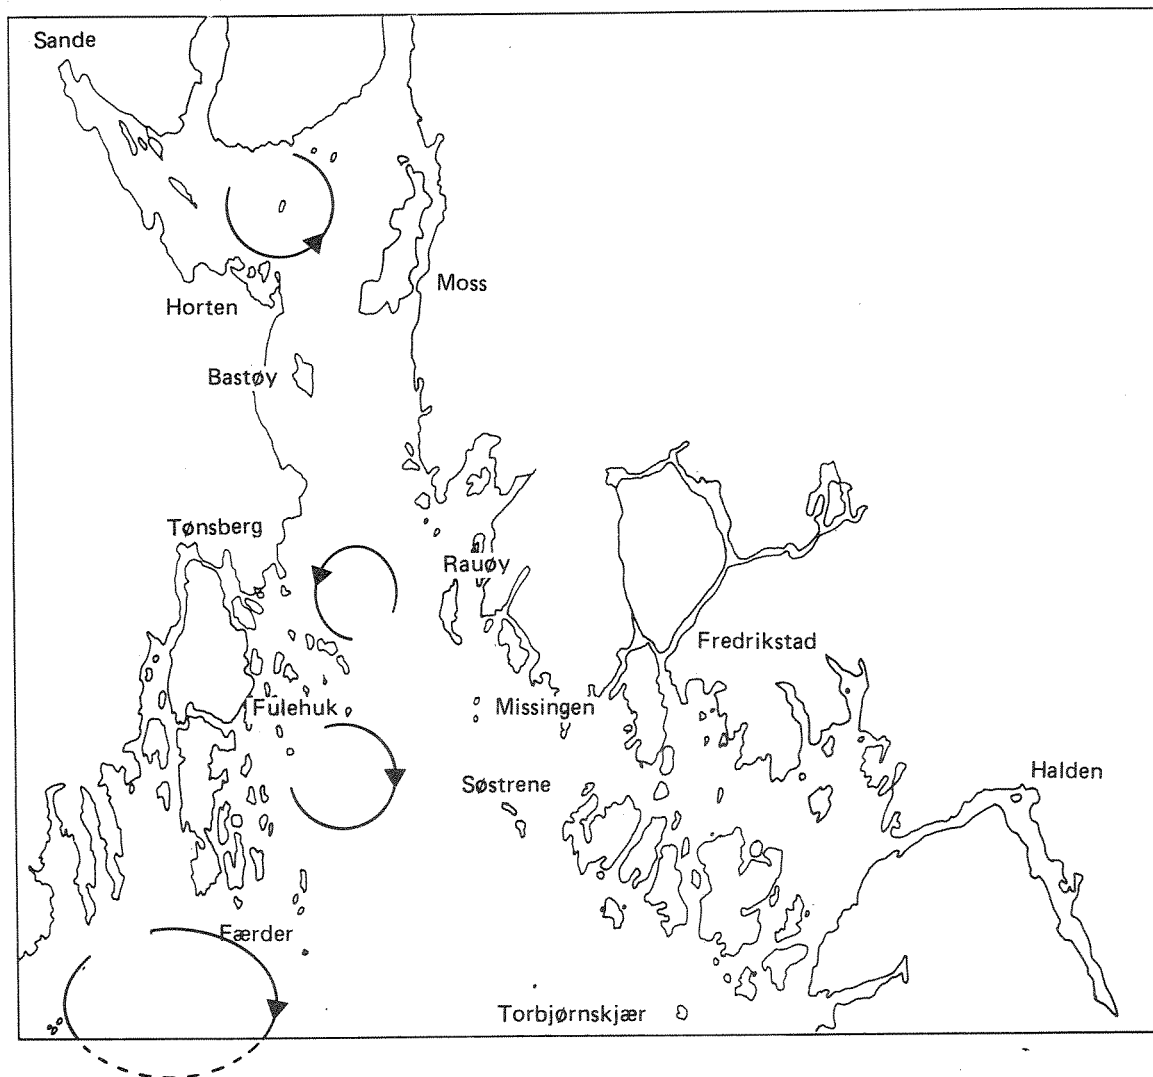 Sande
Moss
Horten
Bastøy
Tønsberg
Rauøy
Fredrikstad
Fulehuk
Missingen
Søstrene
Halden
Færder
Torbjørnskjær